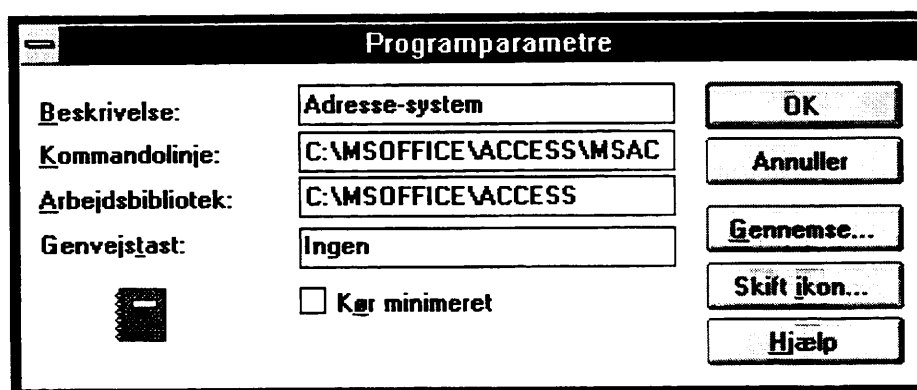 Programparametre
Beskrivelse: Adresse-system
Kommandolinje: C:\MSOFFICE\ACCESS\MSAC
Arbejdsbibliotek: C:\MSOFFICE\ACCESS
Genvejstast: Ingen
Kør minimeret
OK
Annuller
Gennemse...
Skift ikon...
Hjælp